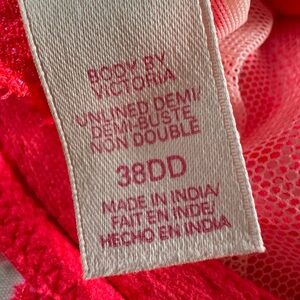 BODY BY
VICTORIA
UNLINED DEMI/
DEMI-BUSTE
NON DOUBLE
38DD
MADE IN INDIA/
FAIT EN INDE/
HECHO EN INDIA